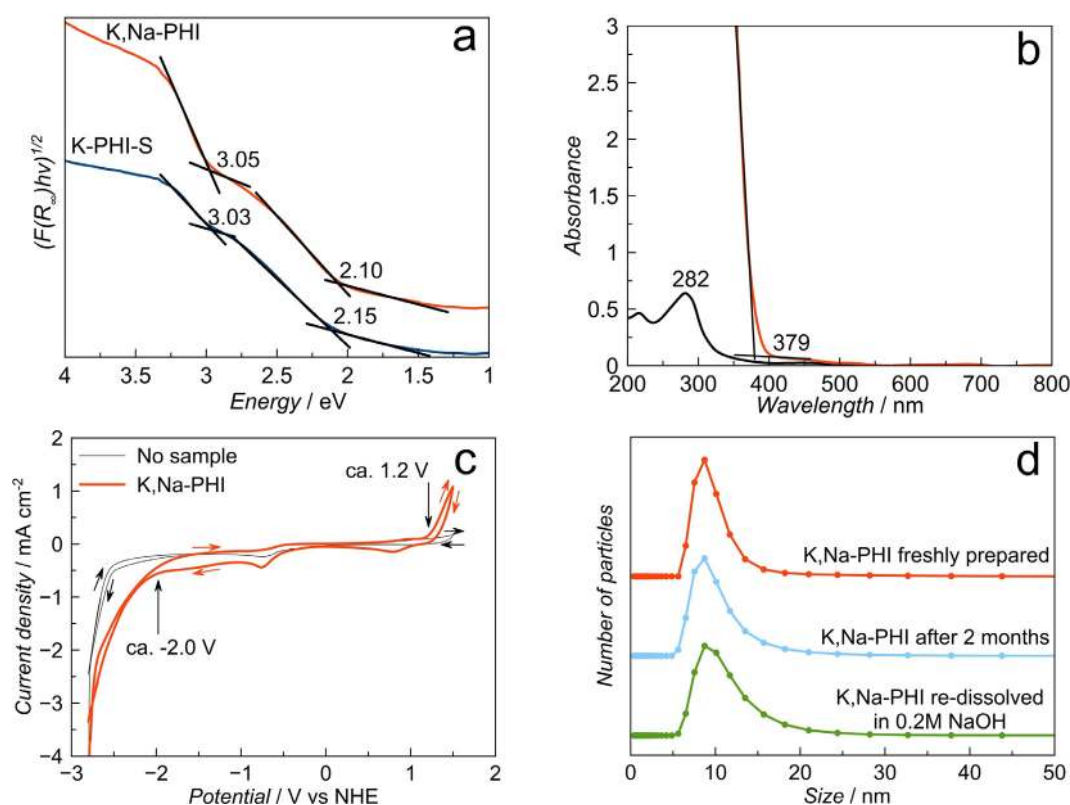 a
K,Na-PHI
K-PHI-S
3.05
3.03
2.10
2.15
(F(R∞)hν)1/2
4 3.5 3 2.5 2 1.5 1
Energy / eV
b
3
2.5
2
1.5
1
0.5
0
282
379
Absorbance
200 300 400 500 600 700 800
Wavelength / nm
c
No sample
K,Na-PHI
ca. 1.2 V
ca. -2.0 V
2
1
0
−1
−2
−3
−4
Current density / mA cm-2
−3 −2 −1 0 1 2
Potential / V vs NHE
d
K,Na-PHI freshly prepared
K,Na-PHI after 2 months
K,Na-PHI re-dissolved
in 0.2M NaOH
Number of particles
0 10 20 30 40 50
Size / nm